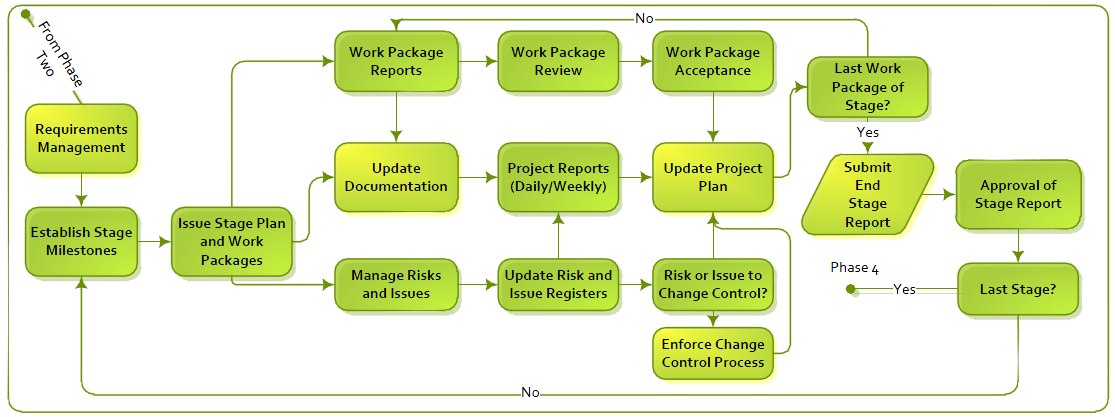 From Phase
Two
No
Work Package
Reports
Work Package
Review
Work Package
Acceptance
Last Work
Package of
Stage?
Requirements
Management
Yes
Update
Documentation
Project Reports
(Daily/Weekly)
Update Project
Plan
Submit
End
Stage
Report
Approval of
Stage Report
Establish Stage
Milestones
Issue Stage Plan
and Work
Packages
Manage Risks
and Issues
Update Risk and
Issue Registers
Risk or Issue to
Change Control?
Phase 4
Yes
Last Stage?
Enforce Change
Control Process
No